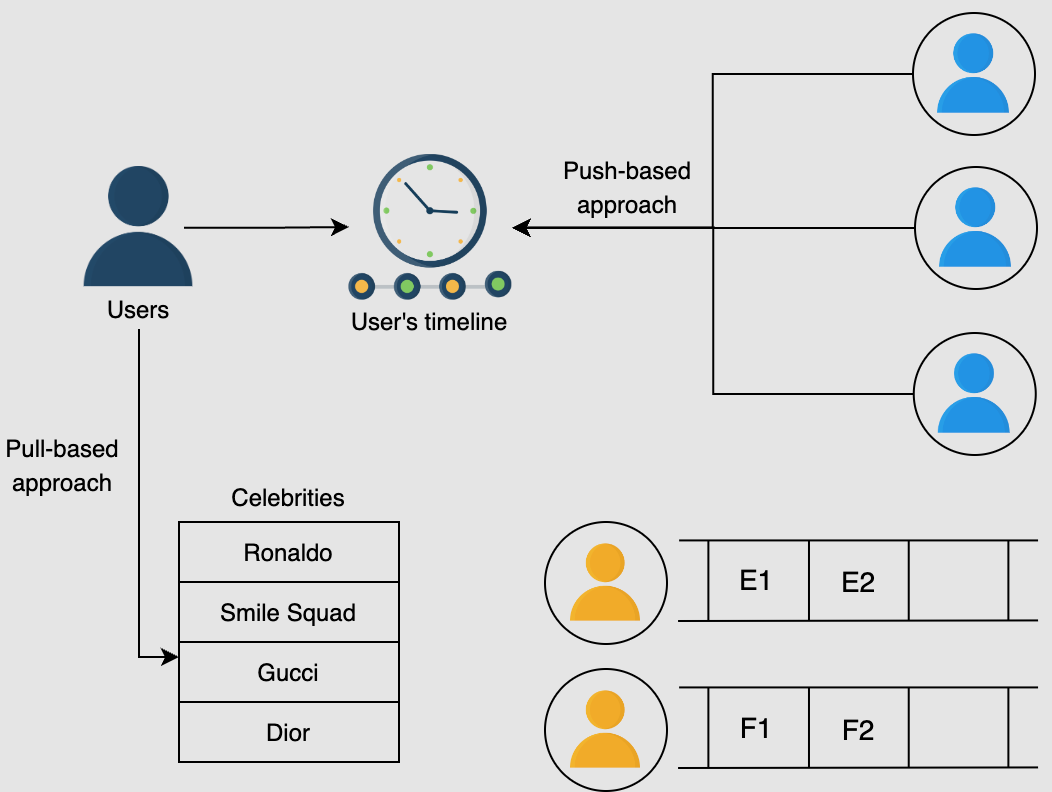 Push-based
approach
Users
User's timeline
Pull-based
approach
Celebrities
Ronaldo
Smile Squad
Gucci
Dior
E1 E2
F1 F2